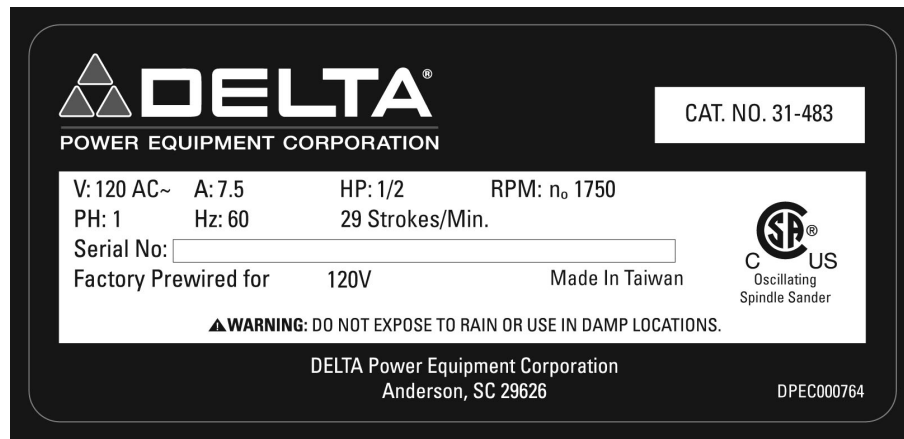 DELTA®
POWER EQUIPMENT CORPORATION
CAT. NO. 31-483
V: 120 AC~ A: 7.5 HP: 1/2 RPM: nₒ 1750
PH: 1 Hz: 60 29 Strokes/Min.
Serial No:
Factory Prewired for 120V Made In Taiwan
SA®
C US
Oscillating
Spindle Sander
⚠WARNING: DO NOT EXPOSE TO RAIN OR USE IN DAMP LOCATIONS.
DELTA Power Equipment Corporation
Anderson, SC 29626
DPEC000764